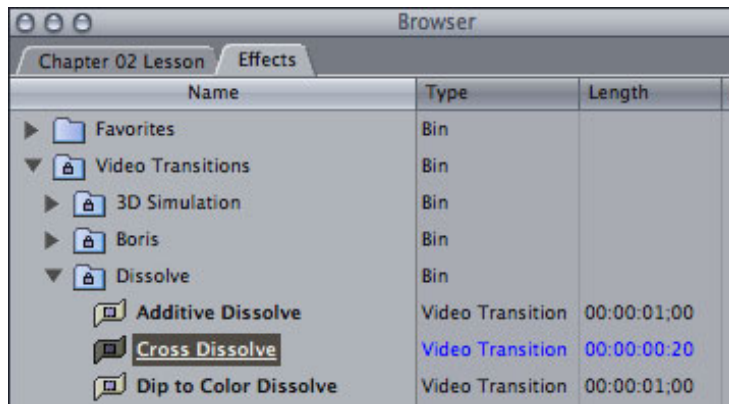 Browser
Chapter 02 Lesson Effects
Name Type Length
Favorites Bin
Video Transitions Bin
3D Simulation Bin
Boris Bin
Dissolve Bin
Additive Dissolve Video Transition 00:00:01;00
Cross Dissolve Video Transition 00:00:00:20
Dip to Color Dissolve Video Transition 00:00:01;00